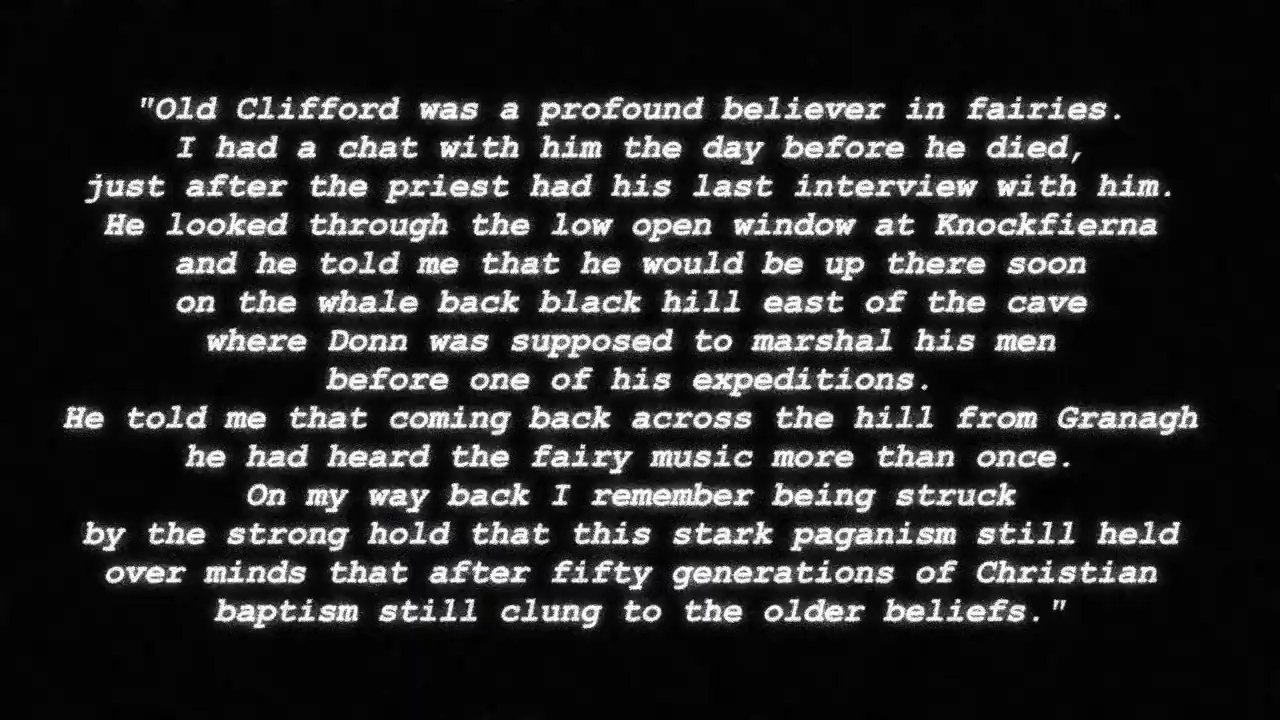 "Old Clifford was a profound believer in fairies.
I had a chat with him the day before he died,
just after the priest had his last interview with him.
He looked through the low open window at Knockfierna
and he told me that he would be up there soon
on the whale back black hill east of the cave
where Donn was supposed to marshal his men
before one of his expeditions.
He told me that coming back across the hill from Granagh
he had heard the fairy music more than once.
On my way back I remember being struck
by the strong hold that this stark paganism still held
over minds that after fifty generations of Christian
baptism still clung to the older beliefs."